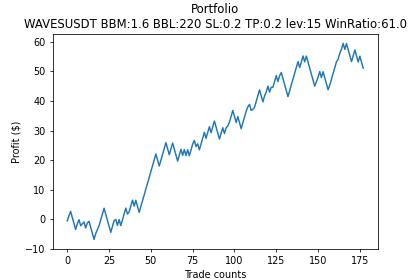 Portfolio
WAVESUSDT BBM:1.6 BBL:220 SL:0.2 TP:0.2 lev:15 WinRatio:61.0
60
50
40
30
20
10
0
−10
Profit ($)
0 25 50 75 100 125 150 175
Trade counts